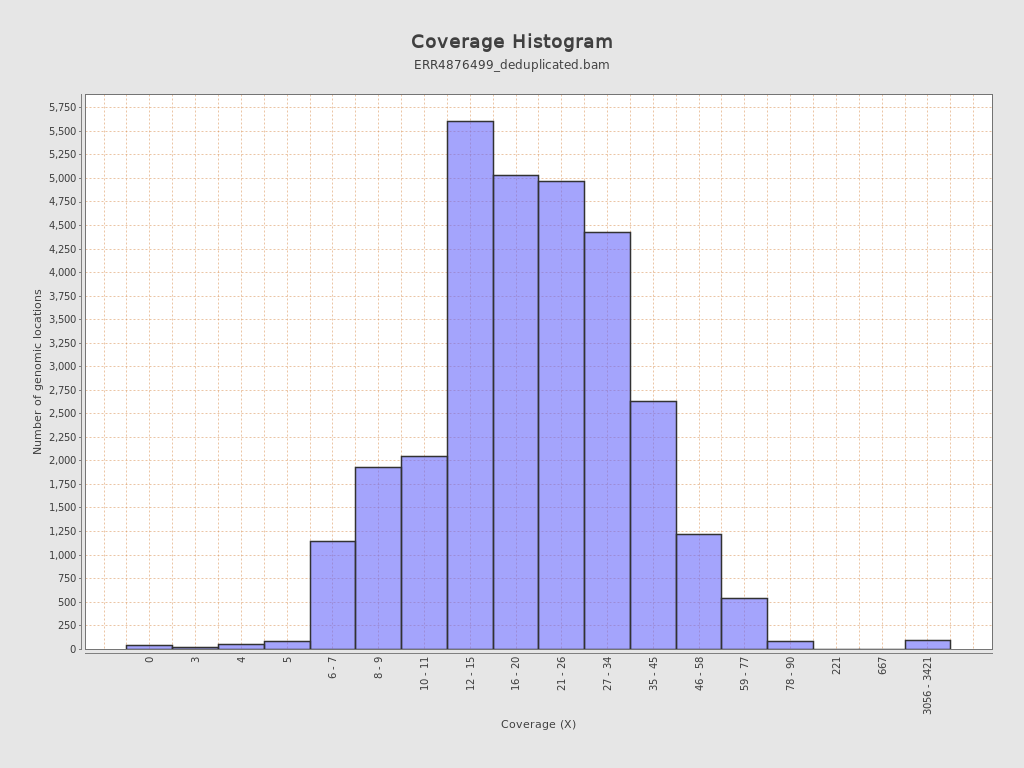 Coverage Histogram
ERR4876499_deduplicated.bam
Number of genomic locations
5,750
5,500
5,250
5,000
4,750
4,500
4,250
4,000
3,750
3,500
3,250
3,000
2,750
2,500
2,250
2,000
1,750
1,500
1,250
1,000
750
500
250
0
0
3
4
5
6 - 7
8 - 9
10 - 11
12 - 15
16 - 20
21 - 26
27 - 34
35 - 45
46 - 58
59 - 77
78 - 90
221
667
3056 - 3421
Coverage (X)